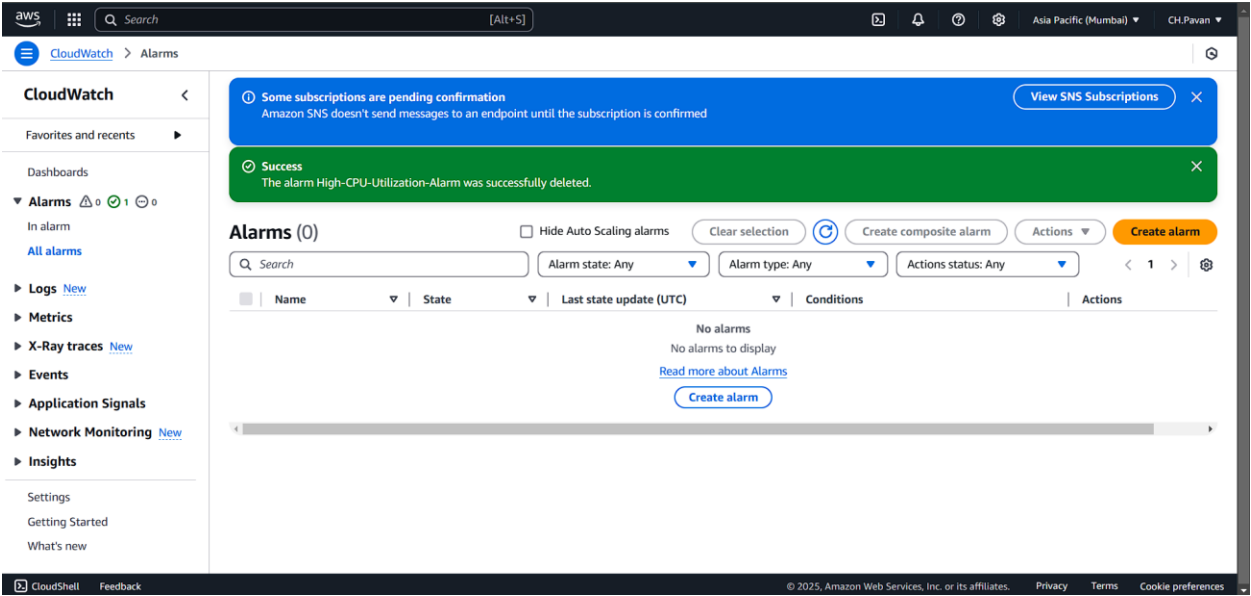 aws
Search [Alt+S]
Asia Pacific (Mumbai)
CH.Pavan
CloudWatch > Alarms
CloudWatch
Favorites and recents
Dashboards
Alarms 0 1 0
In alarm
All alarms
Logs New
Metrics
X-Ray traces New
Events
Application Signals
Network Monitoring New
Insights
Settings
Getting Started
What's new
Some subscriptions are pending confirmation
Amazon SNS doesn't send messages to an endpoint until the subscription is confirmed
View SNS Subscriptions
Success
The alarm High-CPU-Utilization-Alarm was successfully deleted.
Alarms (0)
Hide Auto Scaling alarms
Clear selection
Create composite alarm
Actions
Create alarm
Search
Alarm state: Any
Alarm type: Any
Actions status: Any
1
Name
State
Last state update (UTC)
Conditions
Actions
No alarms
No alarms to display
Read more about Alarms
Create alarm
CloudShell
Feedback
© 2025, Amazon Web Services, Inc. or its affiliates.
Privacy
Terms
Cookie preferences